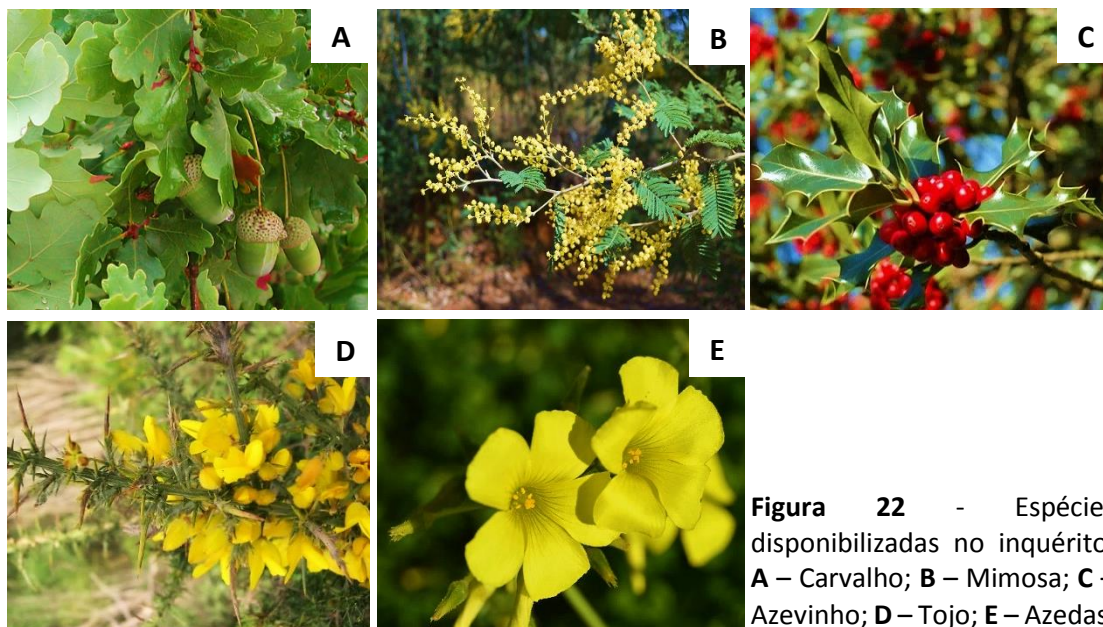 A
B
C
D
E
Figura 22 - Espécie
disponibilizadas no inquérito
A – Carvalho; B – Mimosa; C -
Azevinho; D – Tojo; E – Azedas